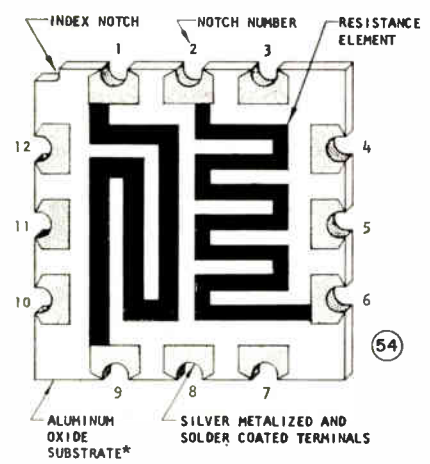 INDEX NOTCH
NOTCH NUMBER
RESISTANCE
ELEMENT
1
2
3
12
4
11
5
10
6
54
9
8
7
ALUMINUM
OXIDE
SUBSTRATE*
SILVER METALIZED AND
SOLDER COATED TERMINALS